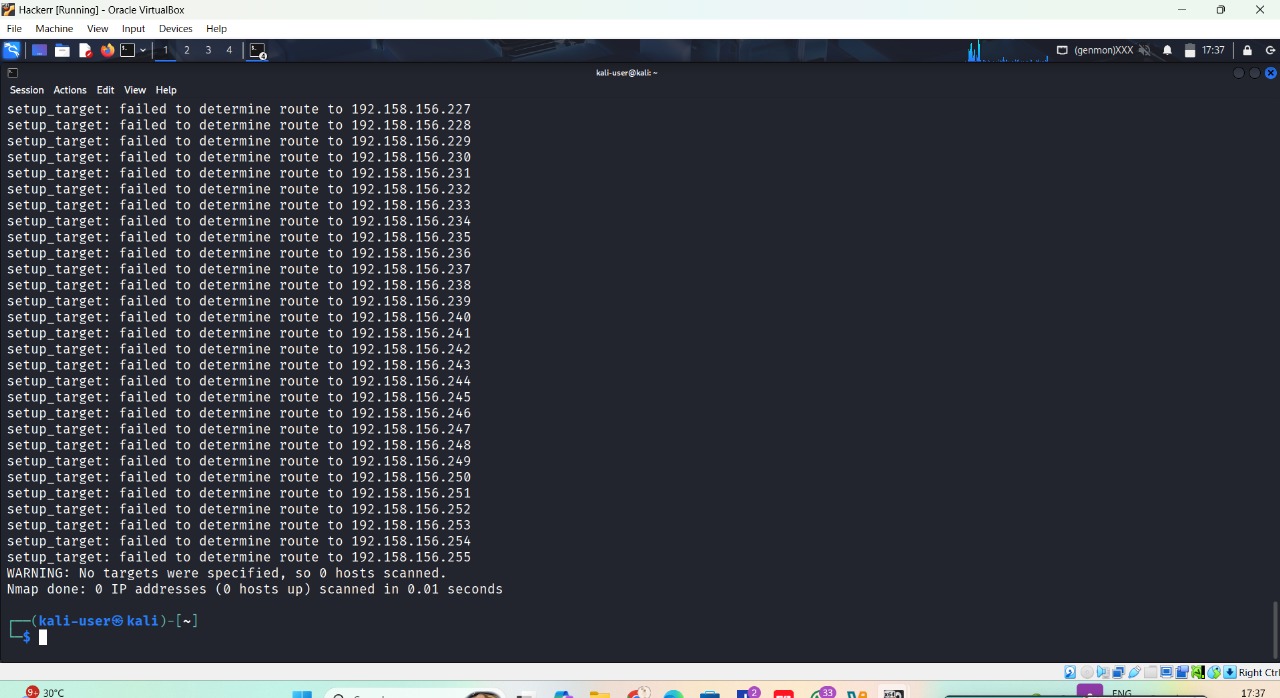 Hackerr [Running] - Oracle VirtualBox
File Machine View Input Devices Help
1 2 3 4 (genmon)XXX 17:37
kali-user@kali: ~
Session Actions Edit View Help
setup_target: failed to determine route to 192.158.156.227
setup_target: failed to determine route to 192.158.156.228
setup_target: failed to determine route to 192.158.156.229
setup_target: failed to determine route to 192.158.156.230
setup_target: failed to determine route to 192.158.156.231
setup_target: failed to determine route to 192.158.156.232
setup_target: failed to determine route to 192.158.156.233
setup_target: failed to determine route to 192.158.156.234
setup_target: failed to determine route to 192.158.156.235
setup_target: failed to determine route to 192.158.156.236
setup_target: failed to determine route to 192.158.156.237
setup_target: failed to determine route to 192.158.156.238
setup_target: failed to determine route to 192.158.156.239
setup_target: failed to determine route to 192.158.156.240
setup_target: failed to determine route to 192.158.156.241
setup_target: failed to determine route to 192.158.156.242
setup_target: failed to determine route to 192.158.156.243
setup_target: failed to determine route to 192.158.156.244
setup_target: failed to determine route to 192.158.156.245
setup_target: failed to determine route to 192.158.156.246
setup_target: failed to determine route to 192.158.156.247
setup_target: failed to determine route to 192.158.156.248
setup_target: failed to determine route to 192.158.156.249
setup_target: failed to determine route to 192.158.156.250
setup_target: failed to determine route to 192.158.156.251
setup_target: failed to determine route to 192.158.156.252
setup_target: failed to determine route to 192.158.156.253
setup_target: failed to determine route to 192.158.156.254
setup_target: failed to determine route to 192.158.156.255
WARNING: No targets were specified, so 0 hosts scanned.
Nmap done: 0 IP addresses (0 hosts up) scanned in 0.01 seconds
┌──(kali-user㉿kali)-[~]
└─$
Right Ctrl
9+ 30°C 2 33 ENG 17:37